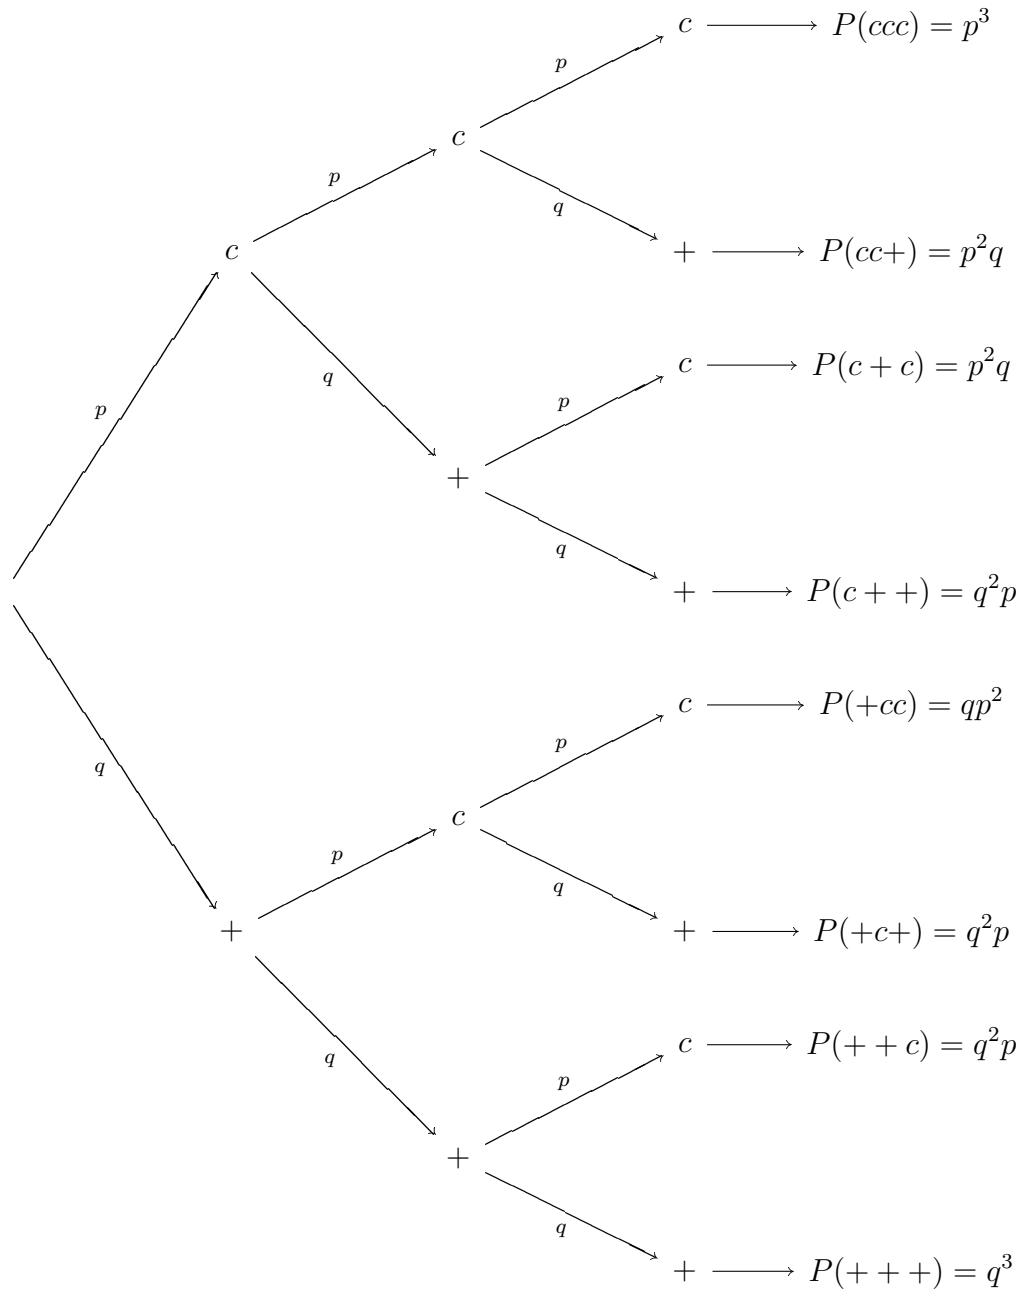 c ⟶ P(ccc) = p³
p
c
p
p
q
c
+ ⟶ P(cc+) = p²q
c ⟶ P(c + c) = p²q
q
p
p
+
q
+ ⟶ P(c + +) = q²p
c ⟶ P(+cc) = qp²
p
q
c
p
q
+
+ ⟶ P(+c+) = q²p
c ⟶ P(+ + c) = q²p
q
p
+
q
+ ⟶ P(+ + +) = q³